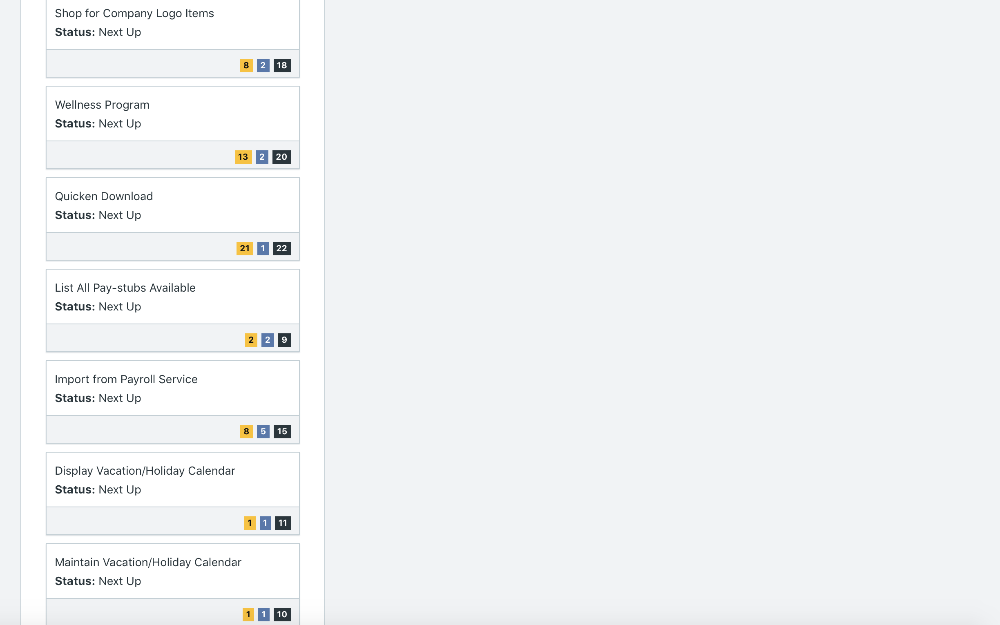 Shop for Company Logo Items
Status: Next Up
8 2 18
Wellness Program
Status: Next Up
13 2 20
Quicken Download
Status: Next Up
21 1 22
List All Pay-stubs Available
Status: Next Up
2 2 9
Import from Payroll Service
Status: Next Up
8 5 15
Display Vacation/Holiday Calendar
Status: Next Up
1 1 11
Maintain Vacation/Holiday Calendar
Status: Next Up
1 1 10